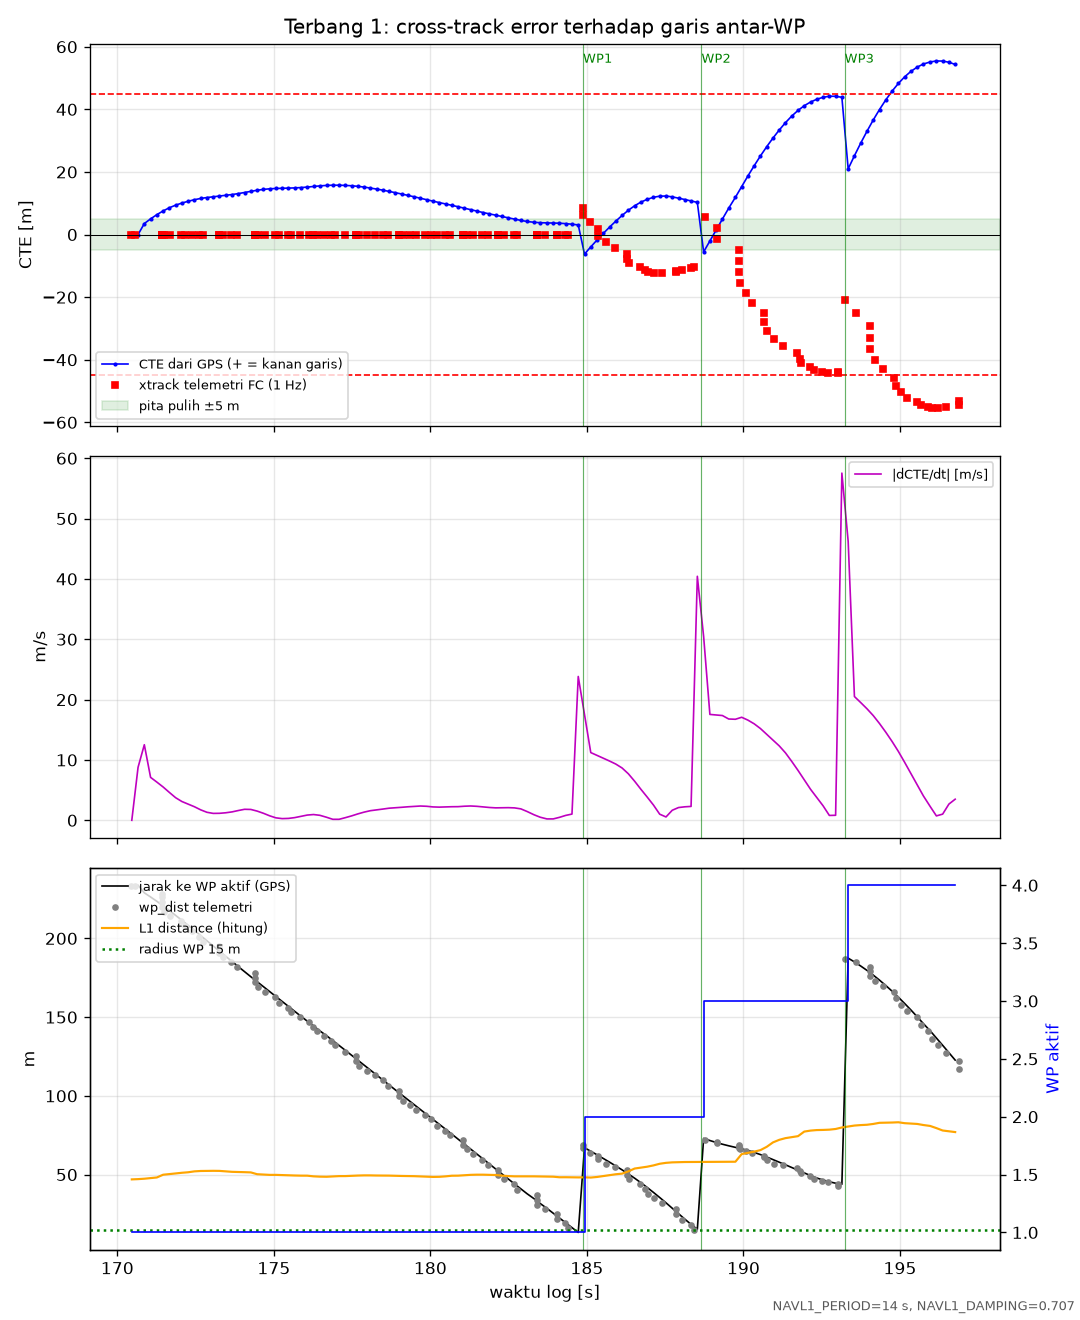 Terbang 1: cross-track error terhadap garis antar-WP
60
40
20
0
−20
−40
−60
CTE [m]
WP1
WP2
WP3
CTE dari GPS (+ = kanan garis)
xtrack telemetri FC (1 Hz)
pita pulih ±5 m
60
50
40
30
20
10
0
m/s
|dCTE/dt| [m/s]
200
150
100
50
m
jarak ke WP aktif (GPS)
wp_dist telemetri
L1 distance (hitung)
radius WP 15 m
4.0
3.5
3.0
2.5
2.0
1.5
1.0
WP aktif
170
175
180
185
190
195
waktu log [s]
NAVL1_PERIOD=14 s, NAVL1_DAMPING=0.707